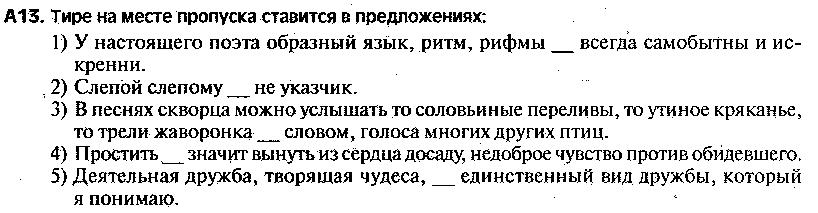 А13. Тире на месте пропуска ставится в предложениях:
1) У настоящего поэта образный язык, ритм, рифмы __ всегда самобытны и ис-
кренни.
2) Слепой слепому __ не указчик.
3) В песнях скворца можно услышать то соловьиные переливы, то утиное кряканье,
то трели жаворонка __ словом, голоса многих других птиц.
4) Простить __ значит вынуть из сердца досаду, недоброе чувство против обидевшего.
5) Деятельная дружба, творящая чудеса, __ единственный вид дружбы, который
я понимаю.